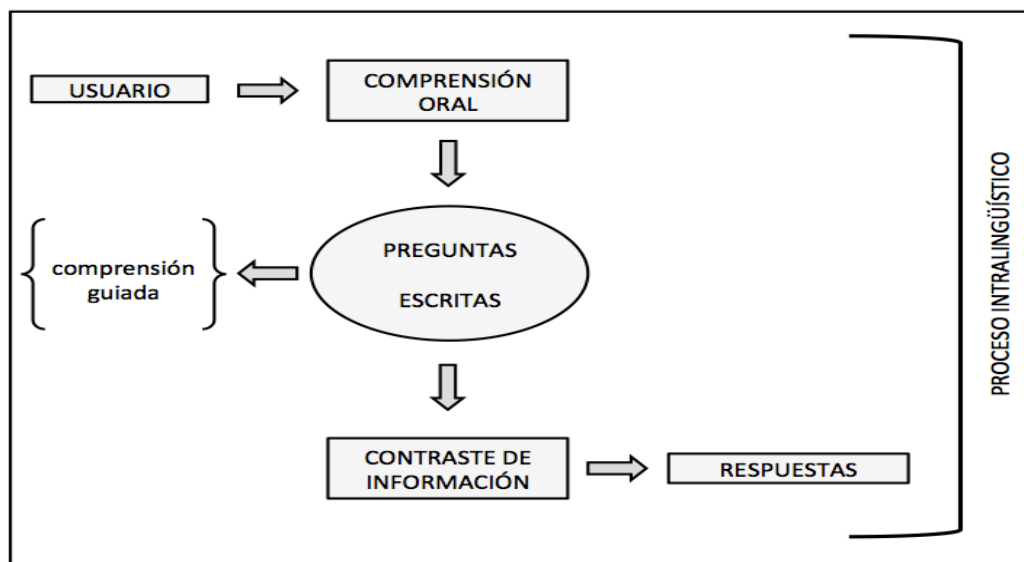 USUARIO
COMPRENSIÓN
ORAL
PREGUNTAS
ESCRITAS
comprensión
guiada
CONTRASTE DE
INFORMACIÓN
RESPUESTAS
PROCESO INTRALINGÜÍSTICO